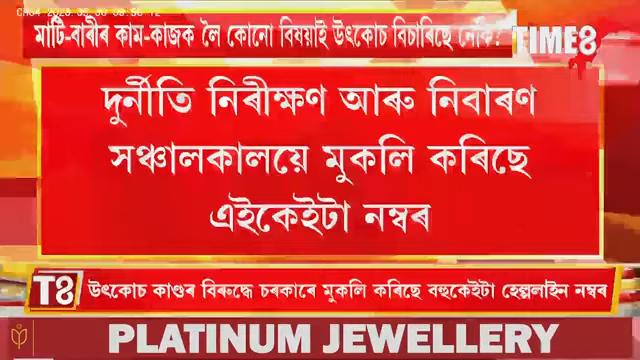 মাটি-বাৰীৰ কাম-কাজক লৈ কোনো বিষয়াই উৎকোচ বিচাৰিছে নেকি?
TIME8
দুৰ্নীতি নিৰীক্ষণ আৰু নিবাৰণ
সঞ্চালকালয়ে মুকলি কৰিছে
এইকেইটা নম্বৰ
T8 উৎকোচ কাণ্ডৰ বিৰুদ্ধে চৰকাৰে মুকলি কৰিছে বহুকেইটা হেল্পলাইন নম্বৰ
PLATINUM JEWELLERY